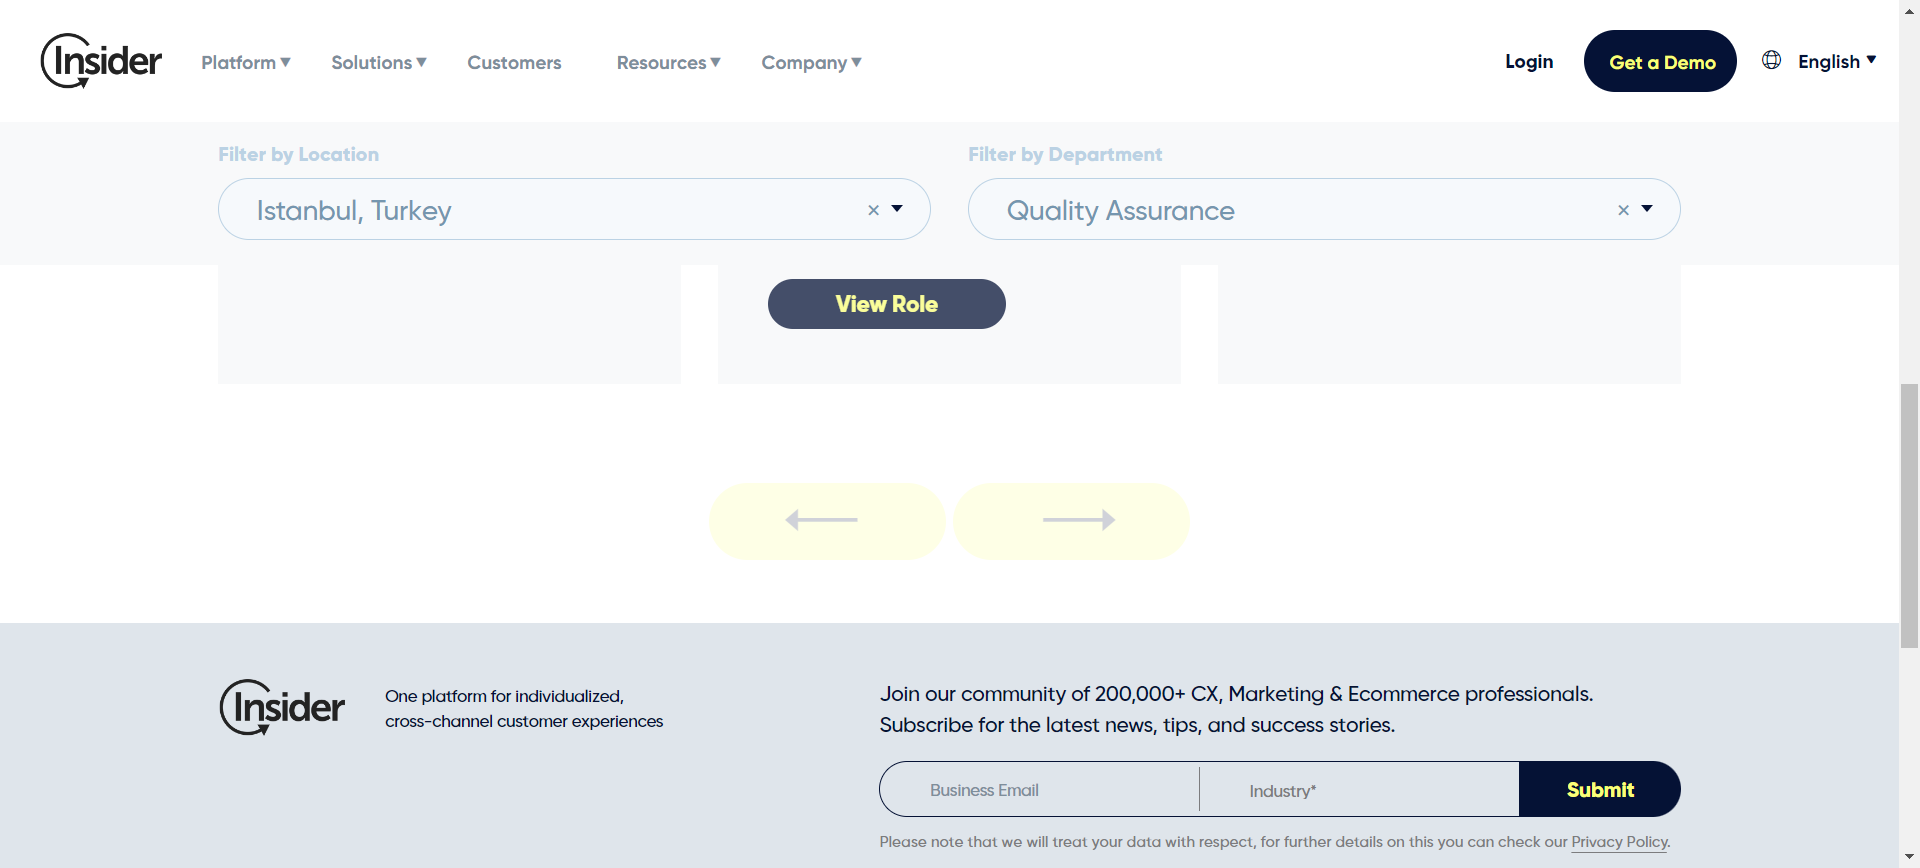 Insider
Platform ▼ Solutions ▼ Customers Resources ▼ Company ▼
Login Get a Demo English ▼
Filter by Location Filter by Department
Istanbul, Turkey × Quality Assurance ×
View Role
Insider
One platform for individualized,
cross-channel customer experiences
Join our community of 200,000+ CX, Marketing & Ecommerce professionals.
Subscribe for the latest news, tips, and success stories.
Business Email Industry* Submit
Please note that we will treat your data with respect, for further details on this you can check our Privacy Policy.